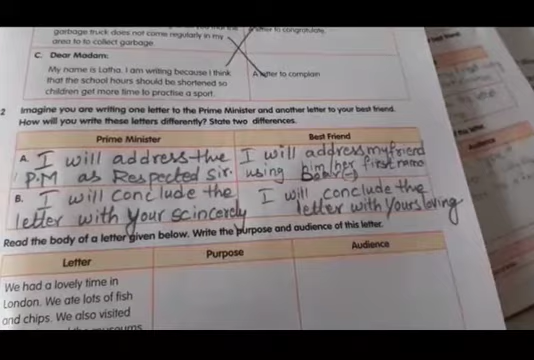 garbage truck does not come regularly in my
area to to collect garbage.
A letter to congratulate.
C. Dear Madam:
My name is Latha. I am writing because I think
that the school hours should be shortened so
children get more time to practise a sport.
A letter to complain
2 Imagine you are writing one letter to the Prime Minister and another letter to your best friend.
How will you write these letters differently? State two differences.
Prime Minister
Best Friend
A. I will address the
P.M as Respected Sir.
I will address my friend
using him/her first name
B. I will conclude the
letter with Your scincerely
I will conclude the
letter with Yours loving
Read the body of a letter given below. Write the purpose and audience of this letter.
Letter
Purpose
Audience
We had a lovely time in
London. We ate lots of fish
and chips. We also visited